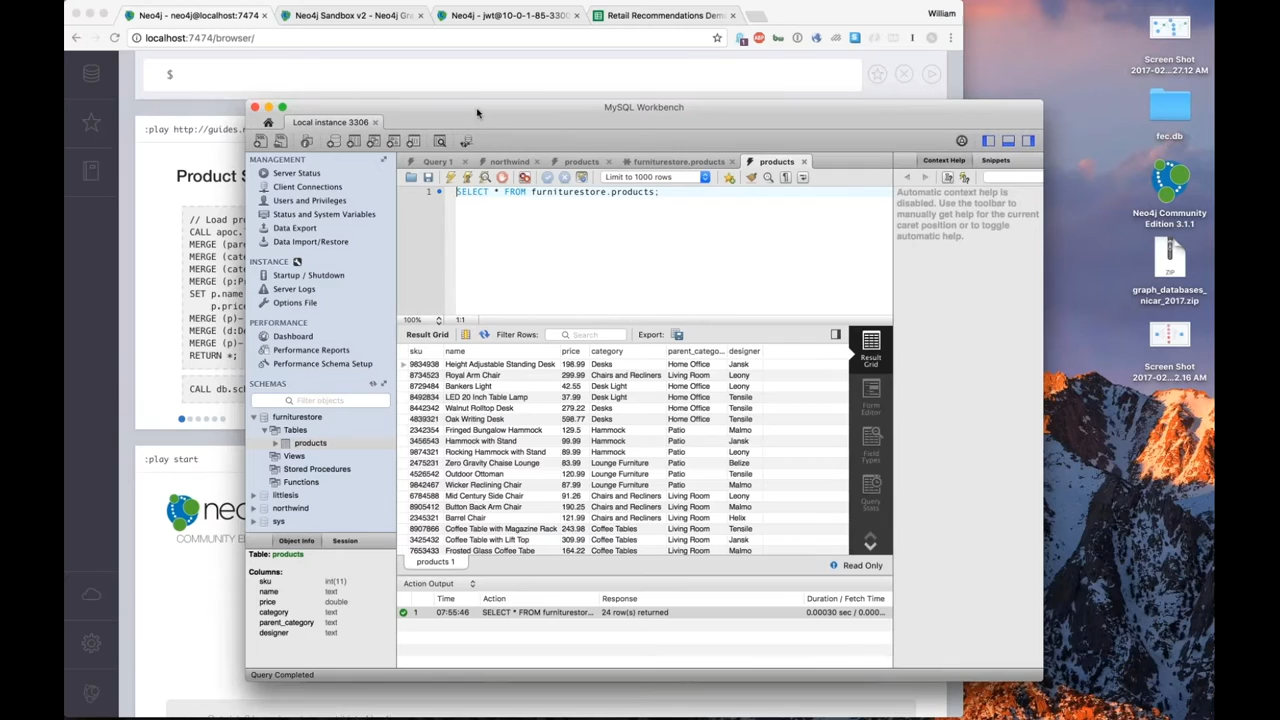 Neo4j - neo4j@localhost:7474
Neo4j Sandbox v2 - Neo4j Gra
Neo4j - jwt@10-0-1-85-3300
Retail Recommendations Dem
William
localhost:7474/browser/
$
:play http://guides.n
Product S
// Load pro
CALL apoc.
MERGE (pare
MERGE (cate
MERGE (cate
MERGE (p:Pr
SET p.name
p.price
MERGE (p)-
MERGE (d:De
MERGE (p)-
RETURN *;
CALL db.sch
:play start
neo
COMMUNITY E
MySQL Workbench
Local instance 3306
MANAGEMENT
Server Status
Client Connections
Users and Privileges
Status and System Variables
Data Export
Data Import/Restore
INSTANCE
Startup / Shutdown
Server Logs
Options File
PERFORMANCE
Dashboard
Performance Reports
Performance Schema Setup
SCHEMAS
Filter objects
furniturestore
Tables
products
Views
Stored Procedures
Functions
littlesis
northwind
sys
Object Info Session
Table: products
Columns:
sku int(11)
name text
price double
category text
parent_category text
designer text
Query Completed
Query 1 northwind products furniturestore.products products
Limit to 1000 rows
1 SELECT * FROM furniturestore.products;
100% 1:1
Result Grid Filter Rows: Search Export:
sku name price category parent_catego... designer
9834938 Height Adjustable Standing Desk 198.99 Desks Home Office Jansk
8734523 Royal Arm Chair 299.99 Chairs and Recliners Living Room Leony
8729484 Bankers Light 42.55 Desk Light Home Office Leony
8492834 LED 20 Inch Table Lamp 37.99 Desk Light Home Office Tensile
8442342 Walnut Rolltop Desk 279.22 Desks Home Office Tensile
4839321 Oak Writing Desk 598.77 Desks Home Office Tensile
2342354 Fringed Bungalow Hammock 129.5 Hammock Patio Malmo
3456543 Hammock with Stand 99.99 Hammock Patio Jansk
9874321 Rocking Hammock with Stand 89.99 Hammock Patio Leony
2475231 Zero Gravity Chaise Lounge 83.99 Lounge Furniture Patio Belize
4526542 Outdoor Ottoman 120.99 Lounge Furniture Patio Tensile
9842467 Wicker Reclining Chair 87.99 Lounge Furniture Patio Malmo
6784588 Mid Century Side Chair 91.26 Chairs and Recliners Living Room Leony
8905412 Button Back Arm Chair 190.25 Chairs and Recliners Living Room Malmo
2345321 Barrel Chair 121.99 Chairs and Recliners Living Room Helix
8907866 Coffee Table with Magazine Rack 243.98 Coffee Tables Living Room Tensile
3425432 Coffee Table with Lift Top 309.99 Coffee Tables Living Room Jansk
7653433 Frosted Glass Coffee Tabe 164.22 Coffee Tables Living Room Malmo
Result
Grid
Form
Editor
Field
Types
Query
Stats
products 1
Read Only
Action Output
Time Action Response Duration / Fetch Time
1 07:55:46 SELECT * FROM furniturestor... 24 row(s) returned 0.00030 sec / 0.000...
Context Help Snippets
Automatic context help is
disabled. Use the toolbar to
manually get help for the current
caret position or to toggle
automatic help.
Screen Shot
2017-02...27.12 AM
fec.db
Neo4j Community
Edition 3.1.1
ZIP
graph_databases_
nicar_2017.zip
Screen Shot
2017-02...2.16 AM